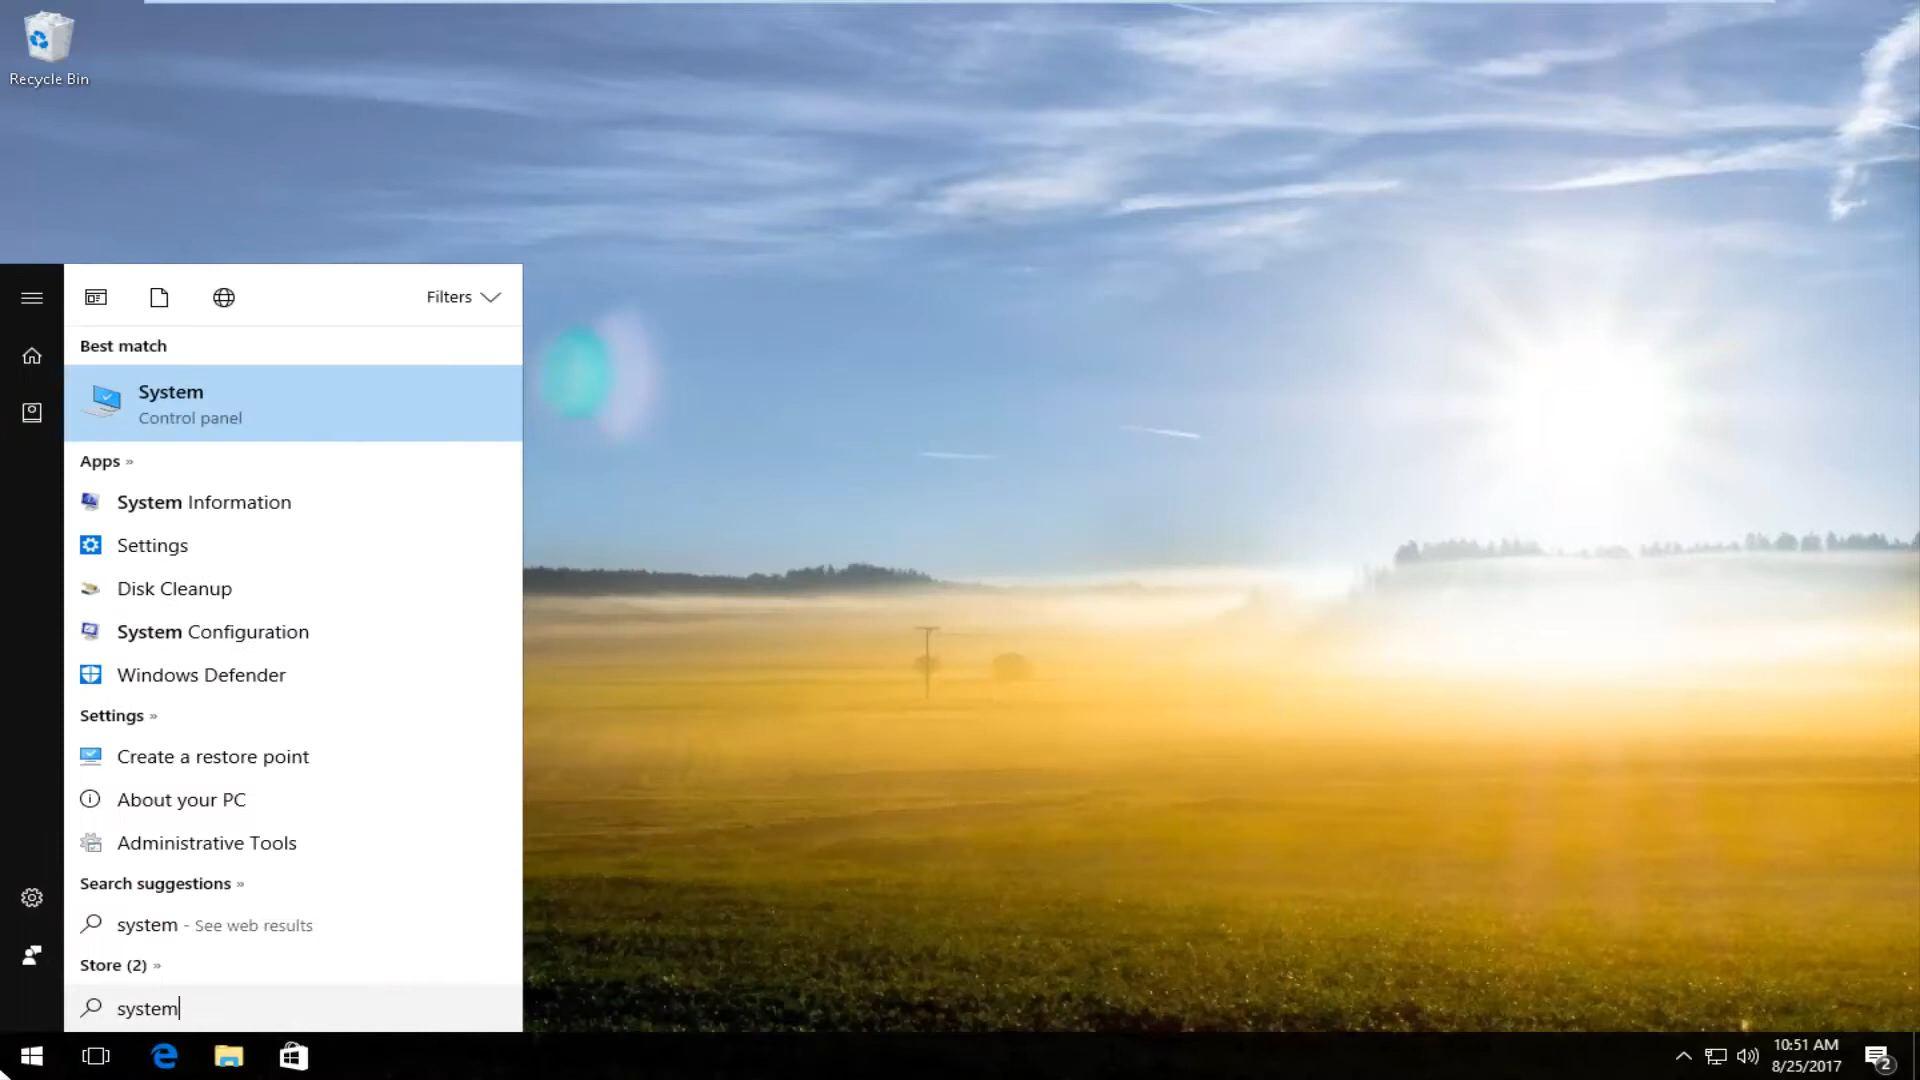 Recycle Bin
Filters
Best match
System
Control panel
Apps »
System Information
Settings
Disk Cleanup
System Configuration
Windows Defender
Settings »
Create a restore point
About your PC
Administrative Tools
Search suggestions »
system - See web results
Store (2) »
system
10:51 AM
8/25/2017
2